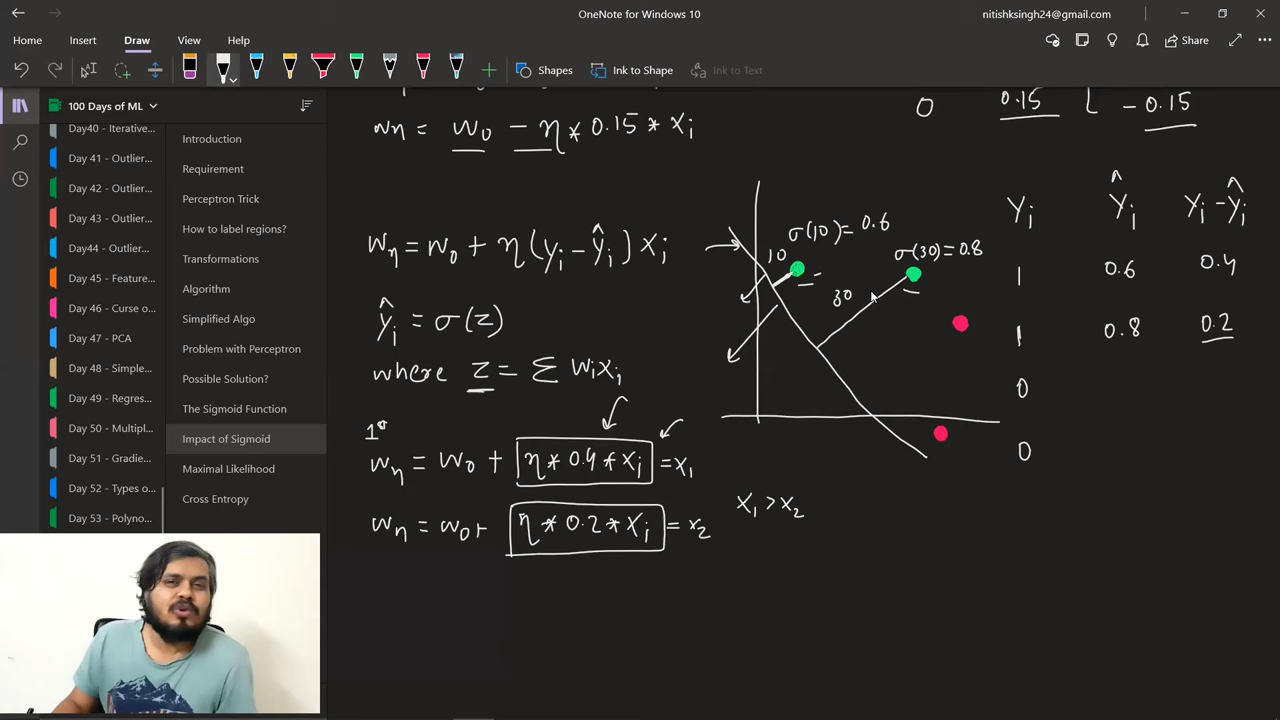 OneNote for Windows 10
nitishksingh24@gmail.com
Home Insert Draw View Help
Share
Shapes
Ink to Shape
Ink to Text
100 Days of ML
Day40 - Iterative...
Day 41 - Outlier...
Day 42 - Outlier...
Day 43 - Outlier...
Day44 - Outlier...
Day 45 - Feature...
Day 46 - Curse o...
Day 47 - PCA
Day 48 - Simple...
Day 49 - Regres...
Day 50 - Multipl...
Day 51 - Gradie...
Day 52 - Types o...
Day 53 - Polyno...
Introduction
Requirement
Perceptron Trick
How to label regions?
Transformations
Algorithm
Simplified Algo
Problem with Perceptron
Possible Solution?
The Sigmoid Function
Impact of Sigmoid
Maximal Likelihood
Cross Entropy
0 0.15 - 0.15
Wη = W0 - η * 0.15 * Xi
Wη = W0 + η(yi - ŷi) Xi
ŷi = σ(z)
where z = Σ Wixi
1st
Wη = W0 + η * 0.4 * Xi = X1
Wη = W0 + η * 0.2 * Xi = X2
X1 > X2
σ(10) = 0.6
10
σ(30) = 0.8
30
Yi Ŷi Yi - Ŷi
1 0.6 0.4
1 0.8 0.2
0
0